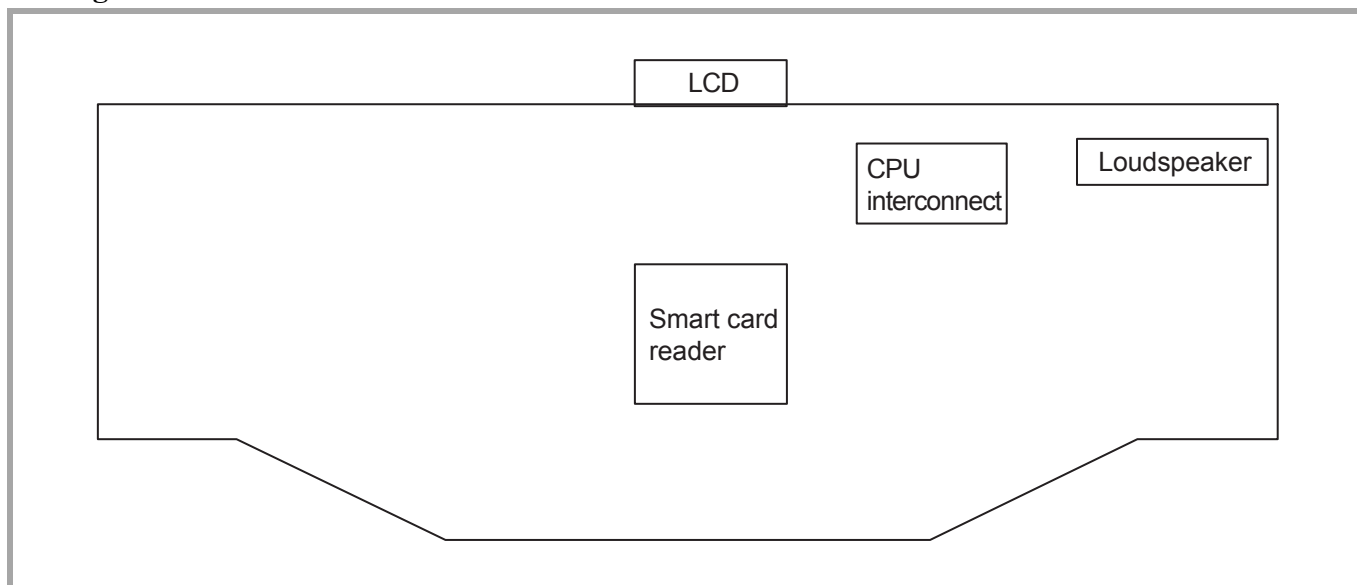 LCD
CPU
interconnect
Loudspeaker
Smart card
reader